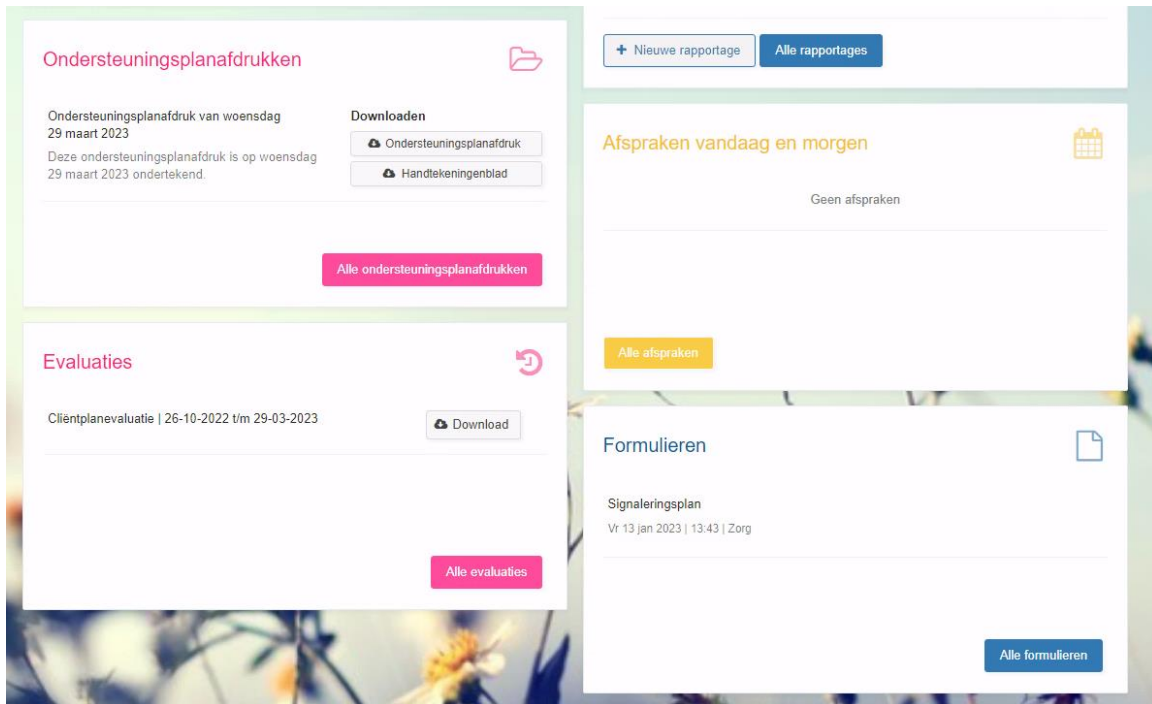 Ondersteuningsplanafdrukken
Ondersteuningsplanafdruk van woensdag
29 maart 2023
Deze ondersteuningsplanafdruk is op woensdag
29 maart 2023 ondertekend.
Downloaden
Ondersteuningsplanafdruk
Handtekeningenblad
Alle ondersteuningsplanafdrukken
Evaluaties
Cliëntplanevaluatie | 26-10-2022 t/m 29-03-2023
Download
Alle evaluaties
+ Nieuwe rapportage
Alle rapportages
Afspraken vandaag en morgen
Geen afspraken
Alle afspraken
Formulieren
Signaleringsplan
Vr 13 jan 2023 | 13:43 | Zorg
Alle formulieren